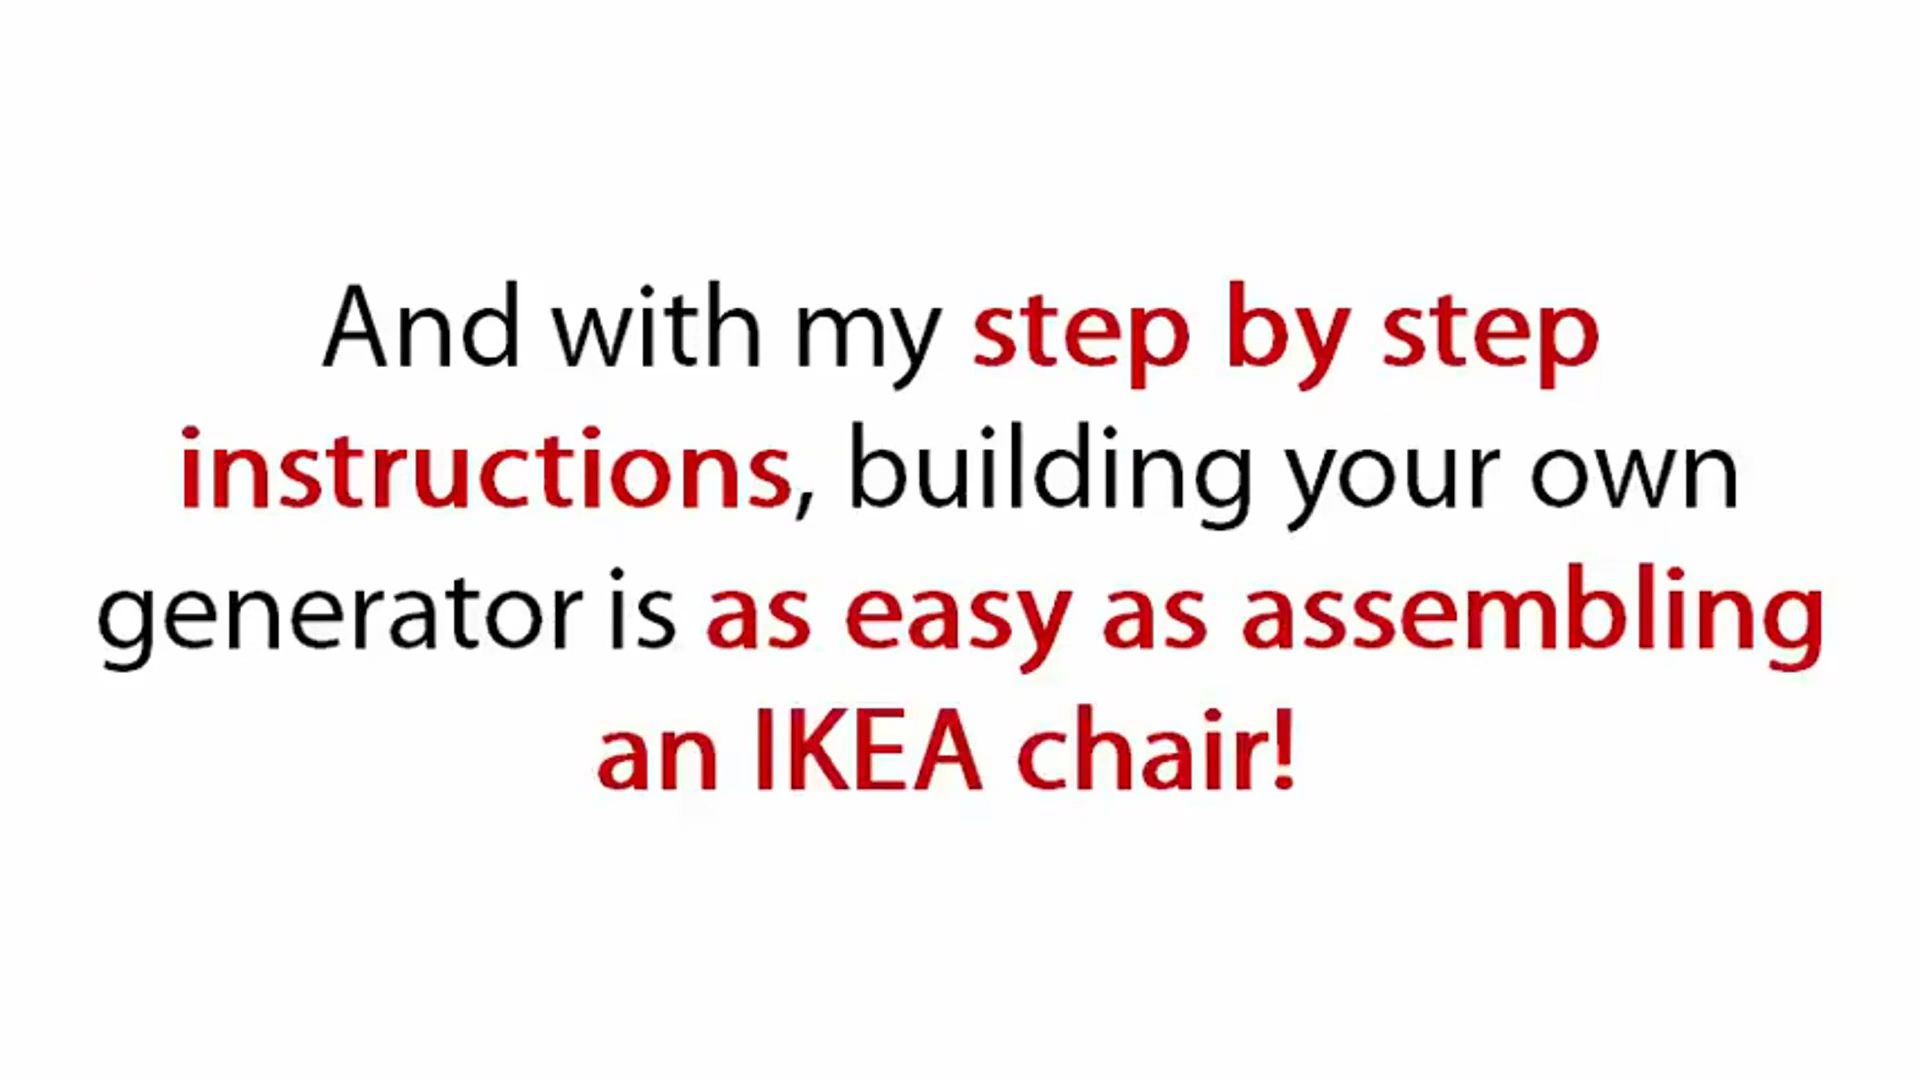 And with my step by step
instructions, building your own
generator is as easy as assembling
an IKEA chair!